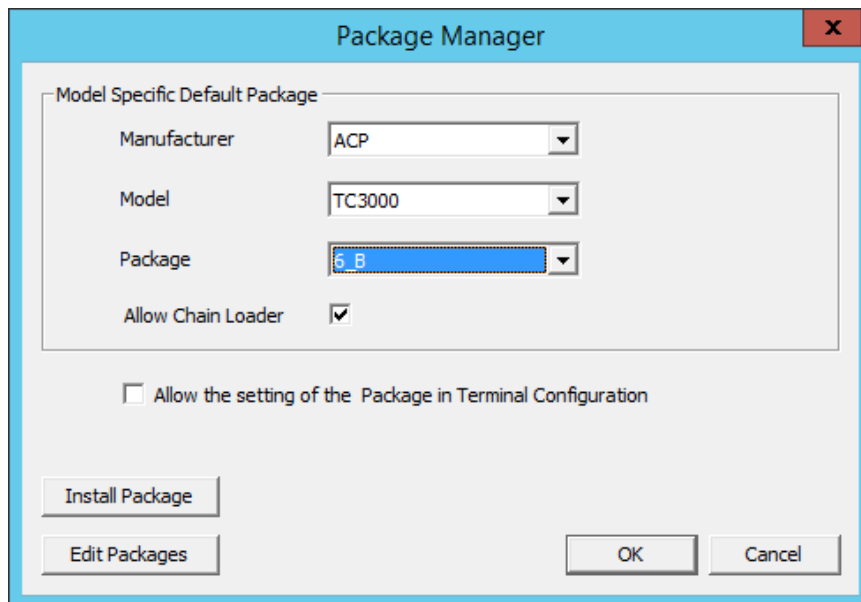 Package Manager
x
Model Specific Default Package
Manufacturer ACP
Model TC3000
Package 6_B
Allow Chain Loader
Allow the setting of the Package in Terminal Configuration
Install Package
Edit Packages OK Cancel